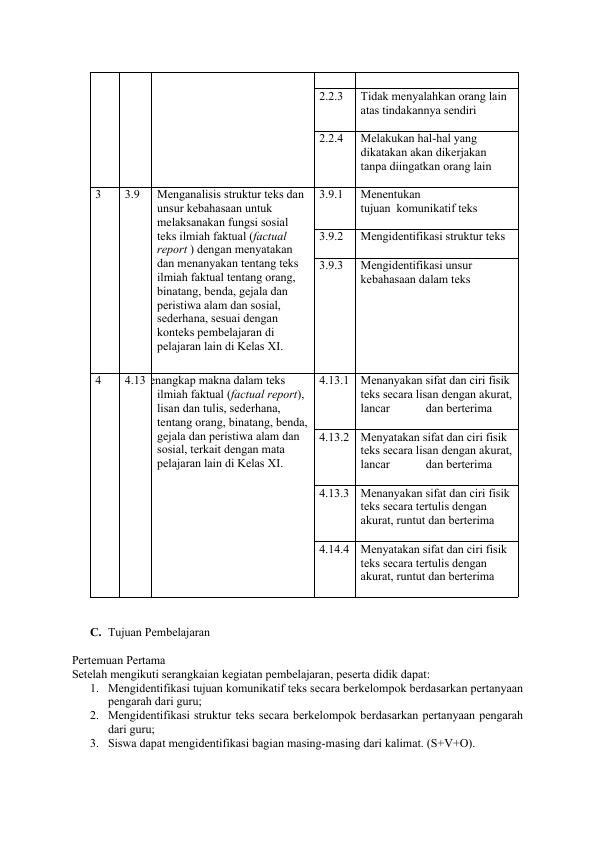 2.2.3 Tidak menyalahkan orang lain
atas tindakannya sendiri
2.2.4 Melakukan hal-hal yang
dikatakan akan dikerjakan
tanpa diingatkan orang lain
3 3.9 Menganalisis struktur teks dan
unsur kebahasaan untuk
melaksanakan fungsi sosial
teks ilmiah faktual (factual
report ) dengan menyatakan
dan menanyakan tentang teks
ilmiah faktual tentang orang,
binatang, benda, gejala dan
peristiwa alam dan sosial,
sederhana, sesuai dengan
konteks pembelajaran di
pelajaran lain di Kelas XI.
3.9.1 Menentukan
tujuan komunikatif teks
3.9.2 Mengidentifikasi struktur teks
3.9.3 Mengidentifikasi unsur
kebahasaan dalam teks
4 4.13 enangkap makna dalam teks
ilmiah faktual (factual report),
lisan dan tulis, sederhana,
tentang orang, binatang, benda,
gejala dan peristiwa alam dan
sosial, terkait dengan mata
pelajaran lain di Kelas XI.
4.13.1 Menanyakan sifat dan ciri fisik
teks secara lisan dengan akurat,
lancar dan berterima
4.13.2 Menyatakan sifat dan ciri fisik
teks secara lisan dengan akurat,
lancar dan berterima
4.13.3 Menanyakan sifat dan ciri fisik
teks secara tertulis dengan
akurat, runtut dan berterima
4.14.4 Menyatakan sifat dan ciri fisik
teks secara tertulis dengan
akurat, runtut dan berterima
C. Tujuan Pembelajaran
Pertemuan Pertama
Setelah mengikuti serangkaian kegiatan pembelajaran, peserta didik dapat:
1. Mengidentifikasi tujuan komunikatif teks secara berkelompok berdasarkan pertanyaan
pengarah dari guru;
2. Mengidentifikasi struktur teks secara berkelompok berdasarkan pertanyaan pengarah
dari guru;
3. Siswa dapat mengidentifikasi bagian masing-masing dari kalimat. (S+V+O).